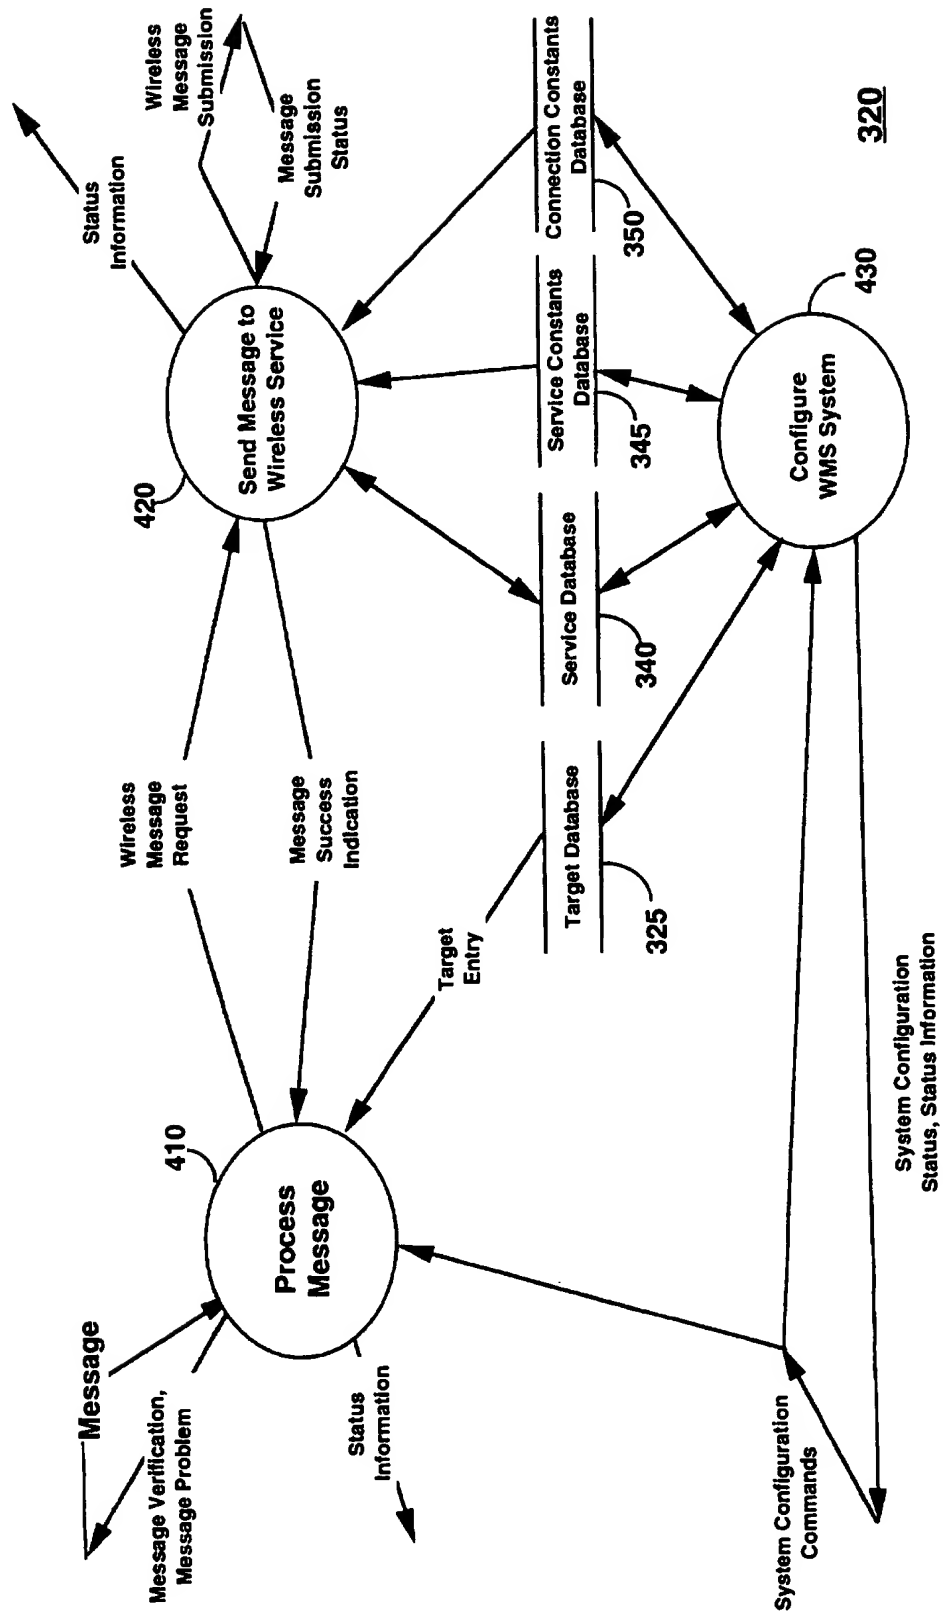 Message
Message Verification,
Message Problem
Status
Information
410
Process
Message
Wireless
Message
Request
Message
Success
Indication
Target
Entry
420
Send Message to
Wireless Service
Status
Information
Wireless
Message
Submission
Message
Submission
Status
Target Database
325
Service Database
340
Service Constants
Database
345
Connection Constants
Database
350
System Configuration
Commands
System Configuration
Status, Status Information
Configure
WMS System
430
320